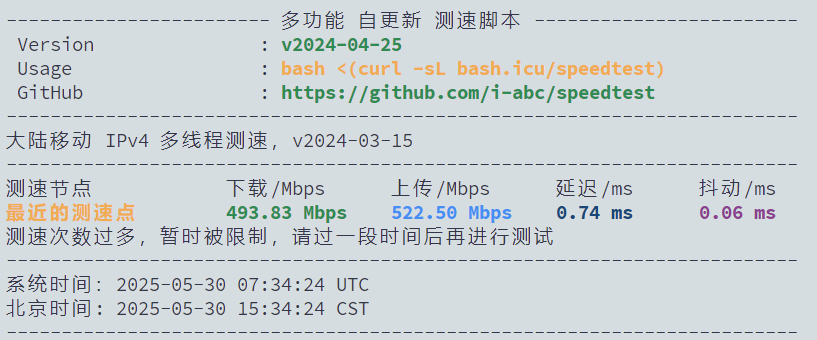 ---------------------- 多功能 自更新 测速脚本 ----------------------
Version : v2024-04-25
Usage : bash <(curl -sL bash.icu/speedtest)
GitHub : https://github.com/i-abc/speedtest
------------------------------------------------------------------------
大陆移动 IPv4 多线程测速, v2024-03-15
------------------------------------------------------------------------
测速节点 下载/Mbps 上传/Mbps 延迟/ms 抖动/ms
最近的测速点 493.83 Mbps 522.50 Mbps 0.74 ms 0.06 ms
测速次数过多, 暂时被限制, 请过一段时间后再进行测试
------------------------------------------------------------------------
系统时间: 2025-05-30 07:34:24 UTC
北京时间: 2025-05-30 15:34:24 CST
------------------------------------------------------------------------